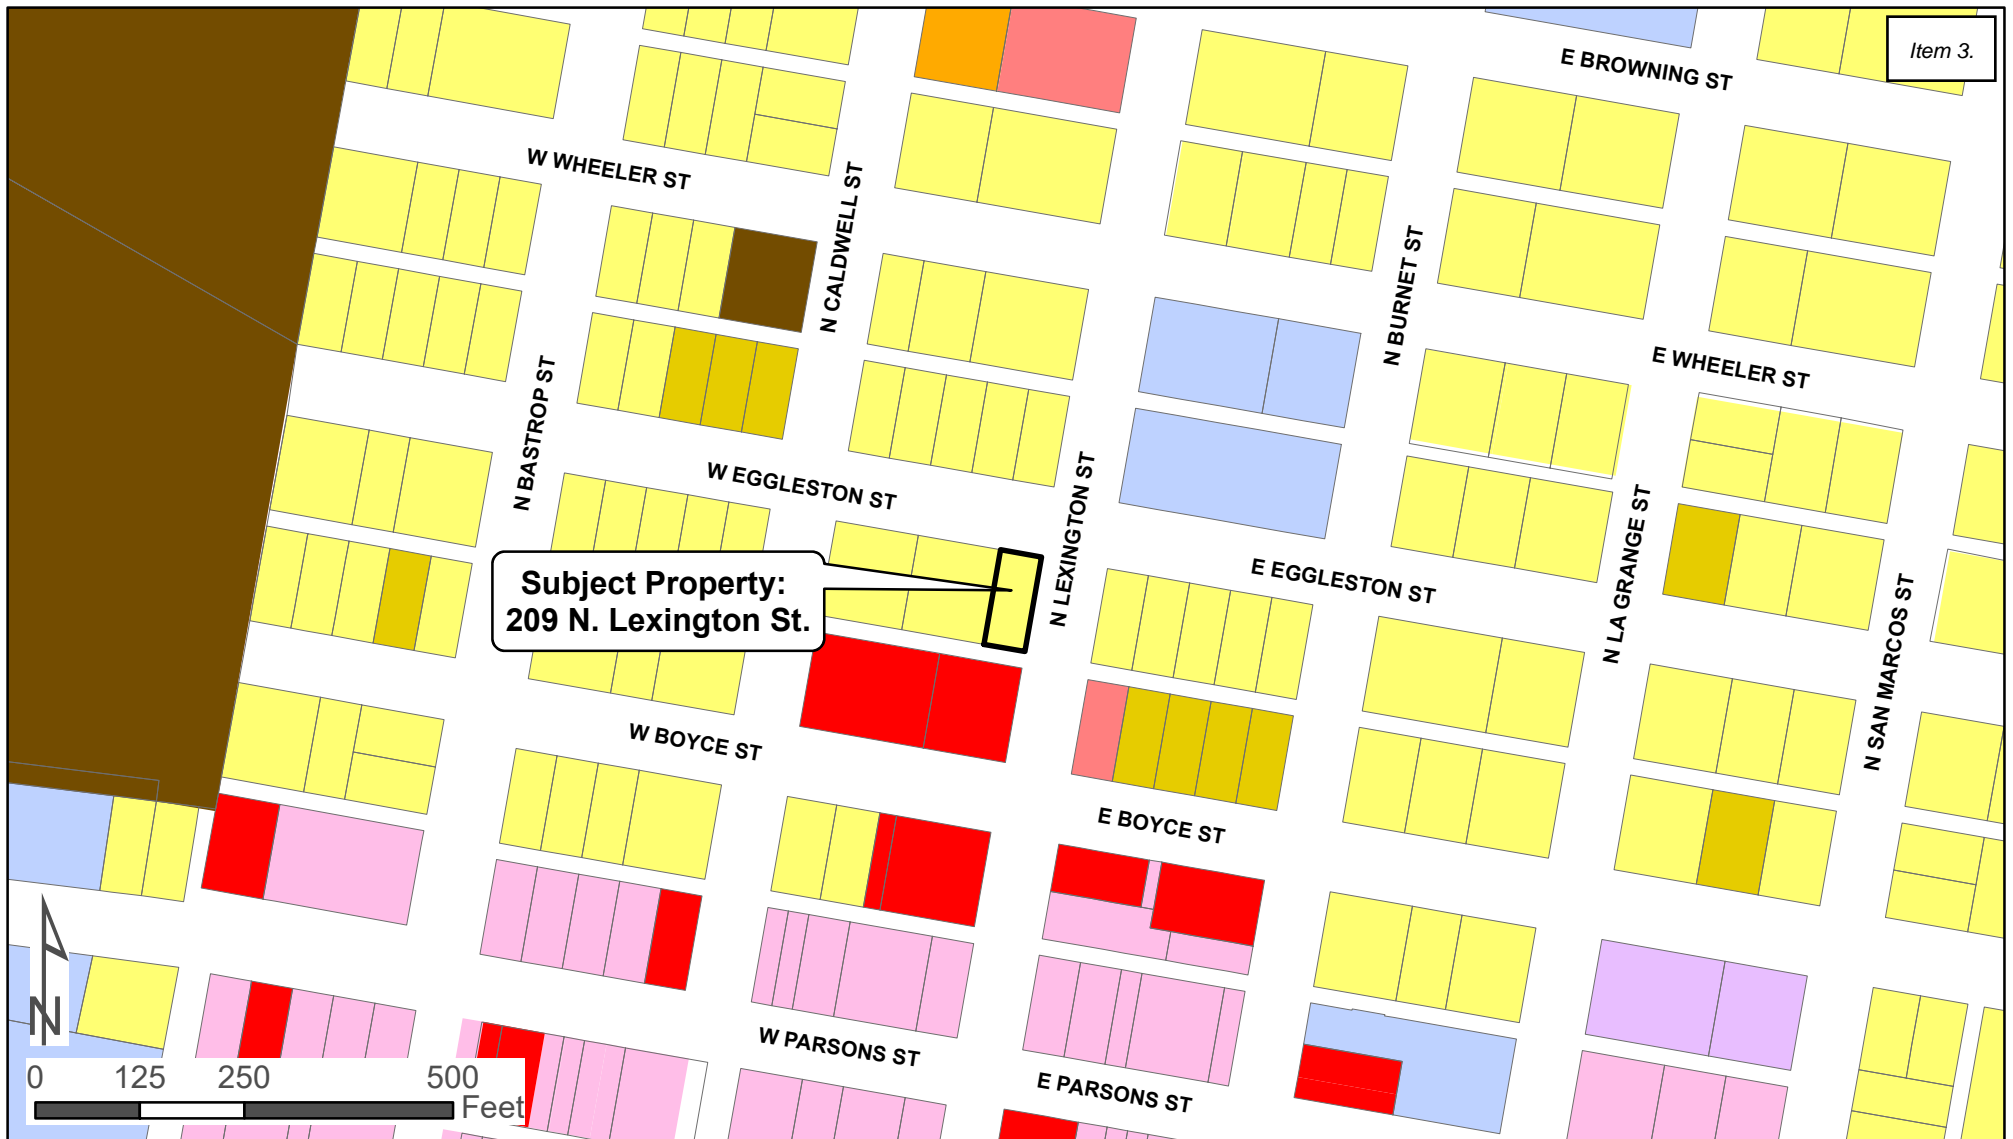 Item 3.
E BROWNING ST
W WHEELER ST
N CALDWELL ST
N BURNET ST
E WHEELER ST
N BASTROP ST
W EGGLESTON ST
N LEXINGTON ST
E EGGLESTON ST
N LA GRANGE ST
N SAN MARCOS ST
Subject Property:
209 N. Lexington St.
W BOYCE ST
E BOYCE ST
W PARSONS ST
E PARSONS ST
N
0 125 250 500
Feet